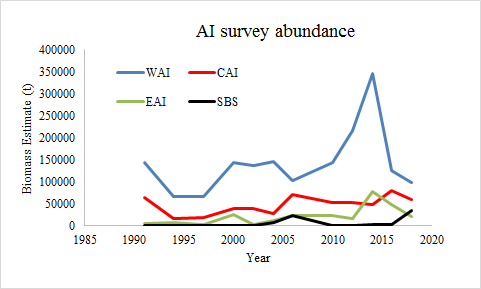 AI survey abundance
400000
350000
300000
250000
200000
150000
100000
50000
0
Biomass Estimate (t)
WAI CAI
EAI SBS
1985 1990 1995 2000 2005 2010 2015 2020
Year